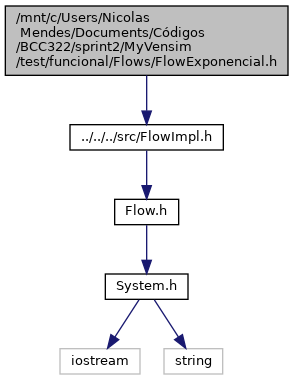 /mnt/c/Users/Nicolas
Mendes/Documents/Códigos
/BCC322/sprint2/MyVensim
/test/funcional/Flows/FlowExponencial.h
../../../src/FlowImpl.h
Flow.h
System.h
iostream
string